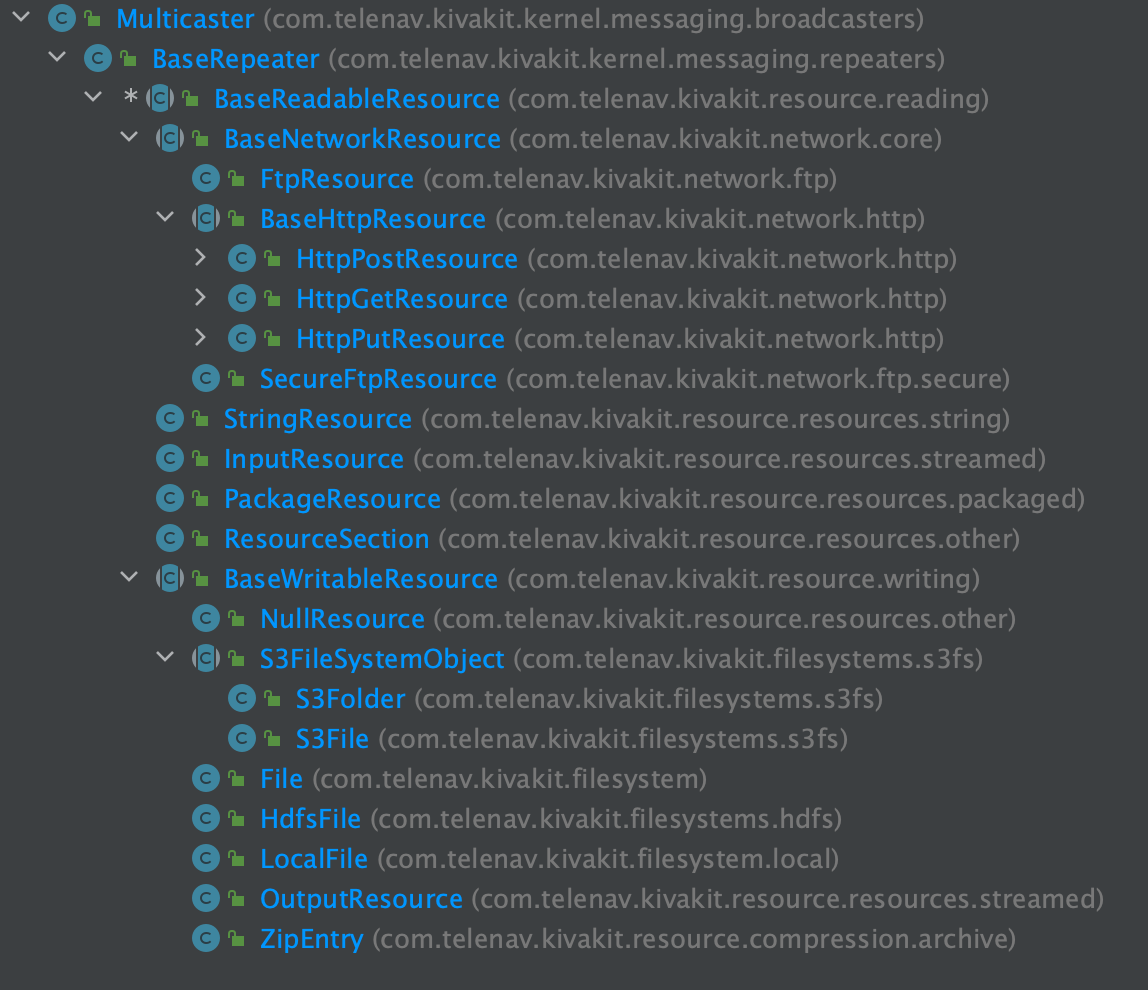 Multicaster (com.telenav.kivakit.kernel.messaging.broadcasters)
BaseRepeater (com.telenav.kivakit.kernel.messaging.repeaters)
* BaseReadableResource (com.telenav.kivakit.resource.reading)
BaseNetworkResource (com.telenav.kivakit.network.core)
FtpResource (com.telenav.kivakit.network.ftp)
BaseHttpResource (com.telenav.kivakit.network.http)
HttpPostResource (com.telenav.kivakit.network.http)
HttpGetResource (com.telenav.kivakit.network.http)
HttpPutResource (com.telenav.kivakit.network.http)
SecureFtpResource (com.telenav.kivakit.network.ftp.secure)
StringResource (com.telenav.kivakit.resource.resources.string)
InputResource (com.telenav.kivakit.resource.resources.streamed)
PackageResource (com.telenav.kivakit.resource.resources.packaged)
ResourceSection (com.telenav.kivakit.resource.resources.other)
BaseWritableResource (com.telenav.kivakit.resource.writing)
NullResource (com.telenav.kivakit.resource.resources.other)
S3FileSystemObject (com.telenav.kivakit.filesystems.s3fs)
S3Folder (com.telenav.kivakit.filesystems.s3fs)
S3File (com.telenav.kivakit.filesystems.s3fs)
File (com.telenav.kivakit.filesystem)
HdfsFile (com.telenav.kivakit.filesystems.hdfs)
LocalFile (com.telenav.kivakit.filesystem.local)
OutputResource (com.telenav.kivakit.resource.resources.streamed)
ZipEntry (com.telenav.kivakit.resource.compression.archive)